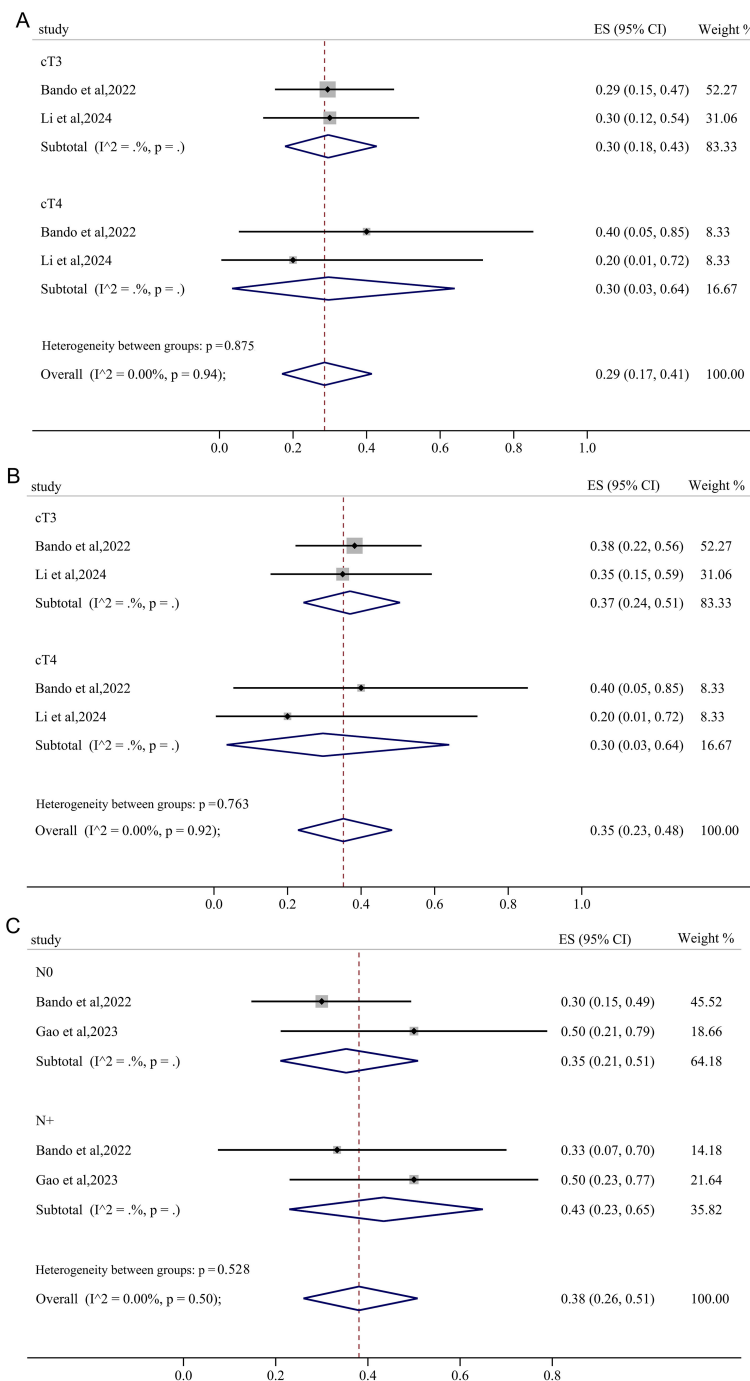 A
study ES (95% CI) Weight %
cT3
Bando et al,2022 0.29 (0.15, 0.47) 52.27
Li et al,2024 0.30 (0.12, 0.54) 31.06
Subtotal (I^2 = .%, p = .) 0.30 (0.18, 0.43) 83.33
cT4
Bando et al,2022 0.40 (0.05, 0.85) 8.33
Li et al,2024 0.20 (0.01, 0.72) 8.33
Subtotal (I^2 = .%, p = .) 0.30 (0.03, 0.64) 16.67
Heterogeneity between groups: p=0.875
Overall (I^2 = 0.00%, p = 0.94); 0.29 (0.17, 0.41) 100.00
0.0 0.2 0.4 0.6 0.8 1.0
B
study ES (95% CI) Weight %
cT3
Bando et al,2022 0.38 (0.22, 0.56) 52.27
Li et al,2024 0.35 (0.15, 0.59) 31.06
Subtotal (I^2 = .%, p = .) 0.37 (0.24, 0.51) 83.33
cT4
Bando et al,2022 0.40 (0.05, 0.85) 8.33
Li et al,2024 0.20 (0.01, 0.72) 8.33
Subtotal (I^2 = .%, p = .) 0.30 (0.03, 0.64) 16.67
Heterogeneity between groups: p=0.763
Overall (I^2 = 0.00%, p = 0.92); 0.35 (0.23, 0.48) 100.00
0.0 0.2 0.4 0.6 0.8 1.0
C
study ES (95% CI) Weight %
N0
Bando et al,2022 0.30 (0.15, 0.49) 45.52
Gao et al,2023 0.50 (0.21, 0.79) 18.66
Subtotal (I^2 = .%, p = .) 0.35 (0.21, 0.51) 64.18
N+
Bando et al,2022 0.33 (0.07, 0.70) 14.18
Gao et al,2023 0.50 (0.23, 0.77) 21.64
Subtotal (I^2 = .%, p = .) 0.43 (0.23, 0.65) 35.82
Heterogeneity between groups: p=0.528
Overall (I^2 = 0.00%, p = 0.50); 0.38 (0.26, 0.51) 100.00
0.0 0.2 0.4 0.6 0.8